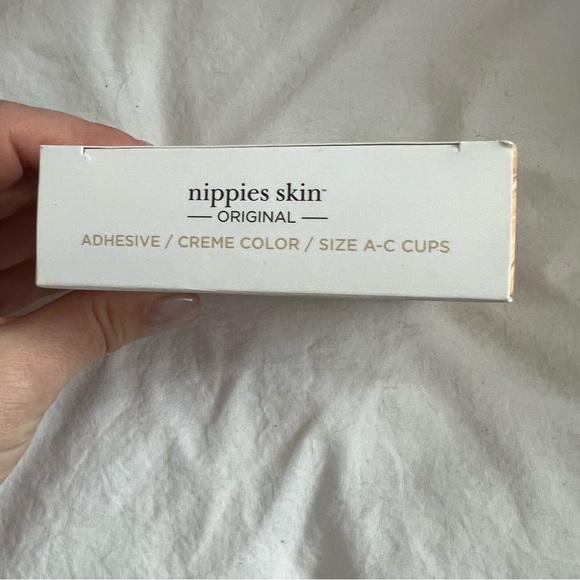 nippies skin™
ORIGINAL
ADHESIVE / CREME COLOR / SIZE A-C CUPS